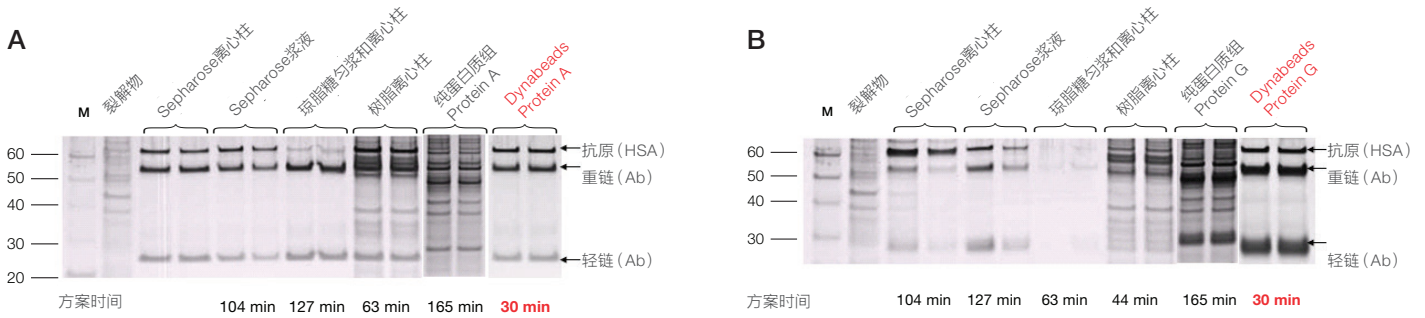 A
M
裂解物
Sepharose离心柱
Sepharose浆液
琼脂糖匀浆和离心柱
树脂离心柱
纯蛋白质组
Protein A
Dynabeads
Protein A
60
50
40
30
20
抗原（HSA）
重链（Ab）
轻链（Ab）
方案时间
104 min
127 min
63 min
165 min
30 min
B
M
裂解物
Sepharose离心柱
Sepharose浆液
琼脂糖匀浆和离心柱
树脂离心柱
纯蛋白质组
Protein G
Dynabeads
Protein G
60
50
40
30
抗原（HSA）
重链（Ab）
轻链（Ab）
方案时间
104 min
127 min
63 min
44 min
165 min
30 min